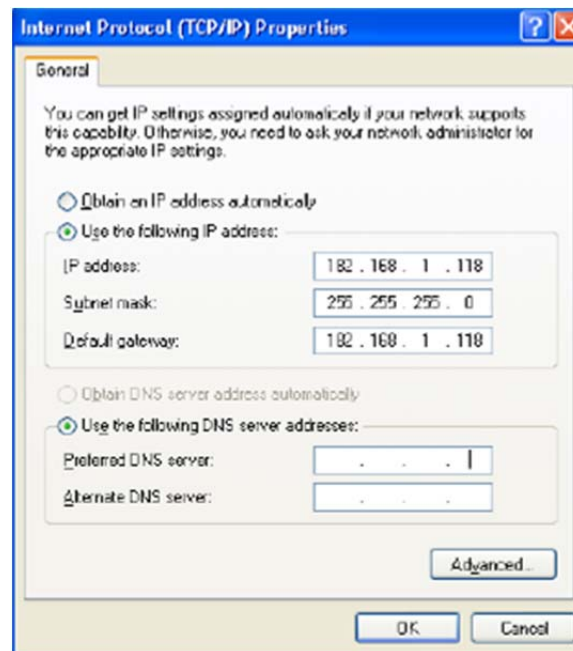 Internet Protocol (TCP/IP) Properties
General
You can get IP settings assigned automatically if your network supports
this capability. Otherwise, you need to ask your network administrator for
the appropriate IP settings.
Obtain an IP address automatically
Use the following IP address:
IP address: 182 . 168 . 1 . 118
Subnet mask: 255 . 255 . 255 . 0
Default gateway: 182 . 168 . 1 . 118
Obtain DNS server address automatically
Use the following DNS server addresses:
Preferred DNS server: . . .
Alternate DNS server: . . .
Advanced...
OK Cancel